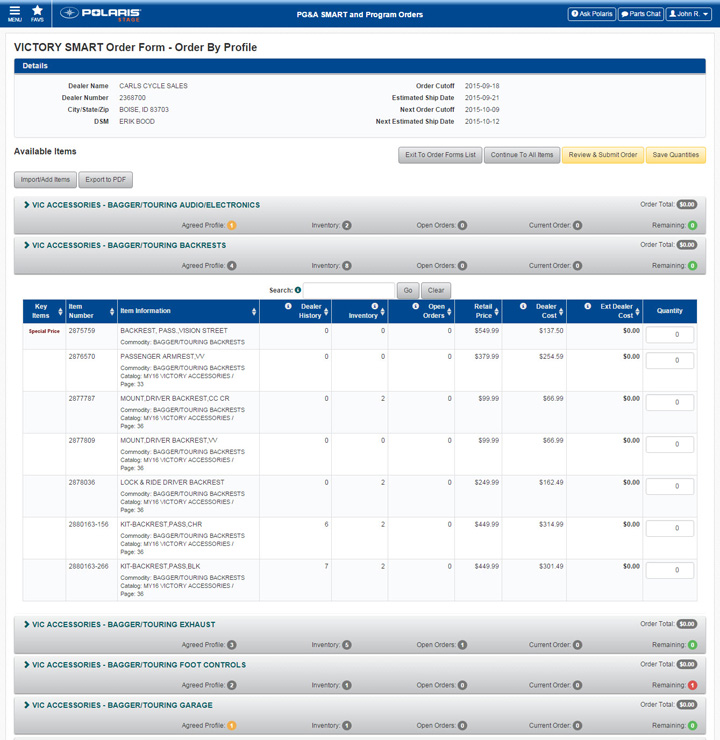 MENU FAVS POLARIS STAGE PG&A SMART and Program Orders Ask Polaris Parts Chat John R.
VICTORY SMART Order Form - Order By Profile
Details
Dealer Name CARLS CYCLE SALES Order Cutoff 2015-09-18
Dealer Number 2368700 Estimated Ship Date 2015-09-21
City/State/Zip BOISE, ID 83703 Next Order Cutoff 2015-10-09
DSM ERIK BOOD Next Estimated Ship Date 2015-10-12
Available Items Exit To Order Forms List Continue To All Items Review & Submit Order Save Quantities
Import/Add Items Export to PDF
VIC ACCESSORIES - BAGGER/TOURING AUDIO/ELECTRONICS Order Total: $0.00
Agreed Profile: 1 Inventory: 2 Open Orders: 0 Current Order: 0 Remaining: 0
VIC ACCESSORIES - BAGGER/TOURING BACKRESTS Order Total: $0.00
Agreed Profile: 4 Inventory: 8 Open Orders: 0 Current Order: 0 Remaining: 0
Search: Go Clear
Key Items Item Number Item Information Dealer History Inventory Open Orders Retail Price Dealer Cost Ext Dealer Cost Quantity
Special Price 2875759 BACKREST, PASS.,VISION STREET 0 0 0 $549.99 $137.50 $0.00 0
Commodity: BAGGER/TOURING BACKRESTS
2876570 PASSENGER ARMREST,VV 0 0 0 $379.99 $254.59 $0.00 0
Commodity: BAGGER/TOURING BACKRESTS
Catalog: MY16 VICTORY ACCESSORIES /
Page: 33
2877787 MOUNT,DRIVER BACKREST,CC CR 0 2 0 $99.99 $66.99 $0.00 0
Commodity: BAGGER/TOURING BACKRESTS
Catalog: MY16 VICTORY ACCESSORIES /
Page: 36
2877809 MOUNT,DRIVER BACKREST,VV 0 0 0 $99.99 $66.99 $0.00 0
Commodity: BAGGER/TOURING BACKRESTS
Catalog: MY16 VICTORY ACCESSORIES /
Page: 36
2878036 LOCK & RIDE DRIVER BACKREST 0 2 0 $249.99 $162.49 $0.00 0
Commodity: BAGGER/TOURING BACKRESTS
Catalog: MY16 VICTORY ACCESSORIES /
Page: 36
2880163-156 KIT-BACKREST,PASS,CHR 6 2 0 $449.99 $314.99 $0.00 0
Commodity: BAGGER/TOURING BACKRESTS
Catalog: MY16 VICTORY ACCESSORIES /
Page: 36
2880163-266 KIT-BACKREST,PASS,BLK 7 2 0 $449.99 $301.49 $0.00 0
Commodity: BAGGER/TOURING BACKRESTS
Catalog: MY16 VICTORY ACCESSORIES /
Page: 36
VIC ACCESSORIES - BAGGER/TOURING EXHAUST Order Total: $0.00
Agreed Profile: 3 Inventory: 5 Open Orders: 1 Current Order: 0 Remaining: 0
VIC ACCESSORIES - BAGGER/TOURING FOOT CONTROLS Order Total: $0.00
Agreed Profile: 2 Inventory: 1 Open Orders: 0 Current Order: 0 Remaining: 1
VIC ACCESSORIES - BAGGER/TOURING GARAGE Order Total: $0.00
Agreed Profile: 1 Inventory: 1 Open Orders: 0 Current Order: 0 Remaining: 0